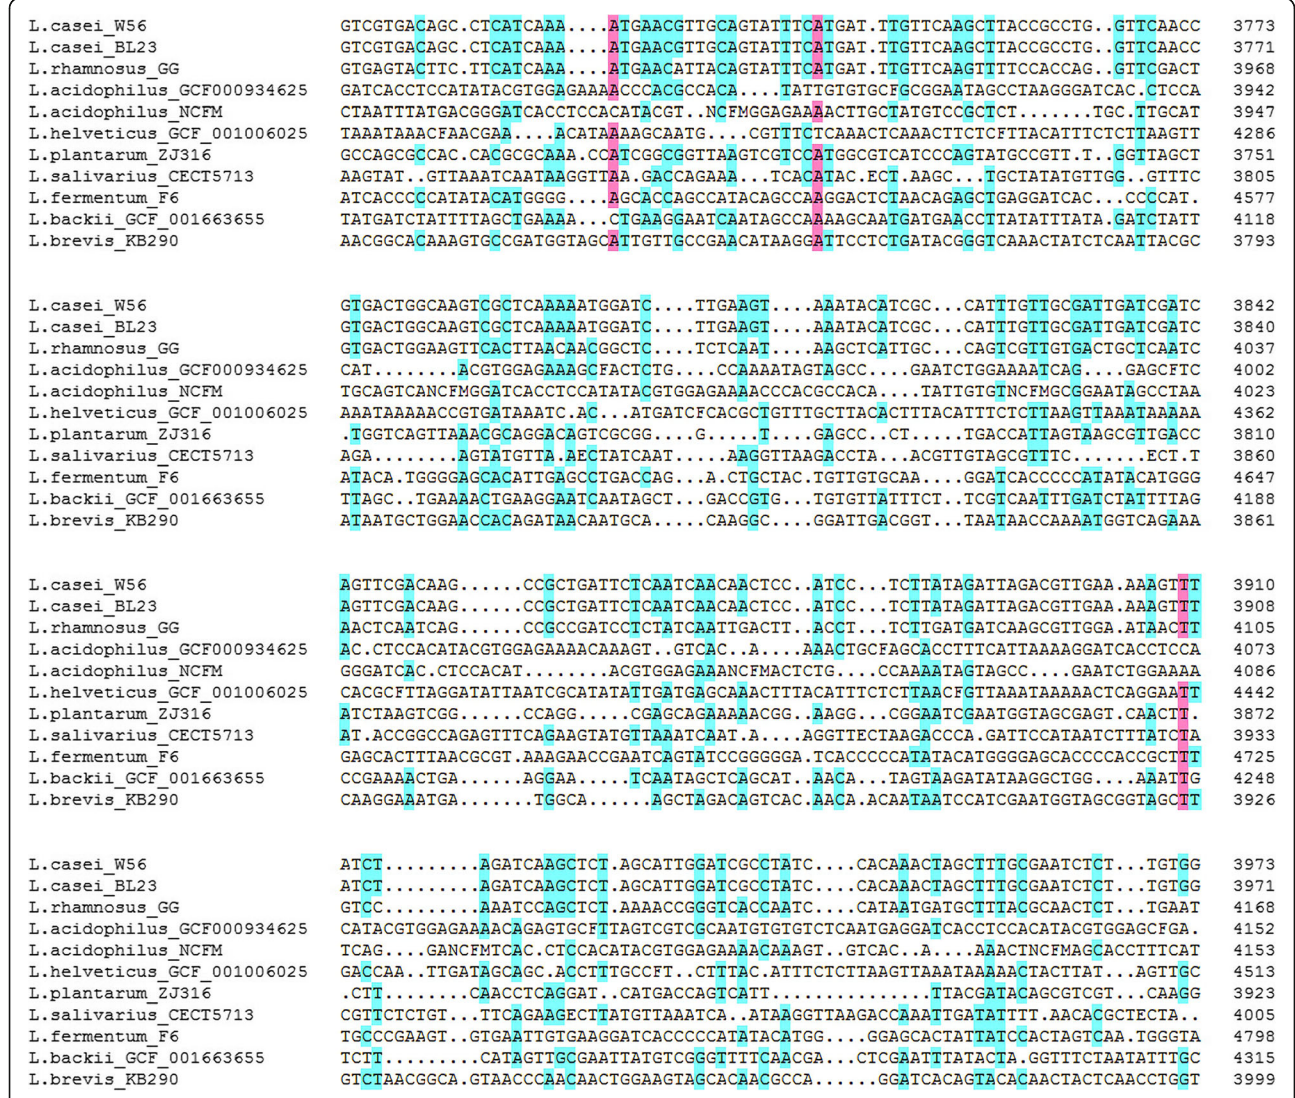 L.casei_W56 GTCGTGACAGC.CTCATCAAA....ATGAACGTTGCAGTATTTCATGAT.TTGTTCAAGCTTACCGCCTG..GTTCAACC 3773
L.casei_BL23 GTCGTGACAGC.CTCATCAAA....ATGAACGTTGCAGTATTTCATGAT.TTGTTCAAGCTTACCGCCTG..GTTCAACC 3771
L.rhamnosus_GG GTGAGTACTTC.TTCATCAAA....ATGAACATTACAGTATTTCATGAT.TTGTTCAAGTTTTCCACCAG..GTTCGACT 3968
L.acidophilus_GCF000934625 GATCACCTCCATATACGTGGAGAAAACCCACGCCACA....TATTGTGTGCFGCGGAATAGCCTAAGGGATCAC.CTCCA 3942
L.acidophilus_NCFM CTAATTTATGACGGGATCACCTCCACATACGT..NCFMGGAGAAAACTTGCTATGTCCGCTCT.......TGC.TTGCAT 3947
L.helveticus_GCF_001006025 TAAATAAACFAACGAA....ACATAAAAGCAATG....CGTTTCTCAAACTCAAACTTCTCFTTACATTTCTCTTAAGTT 4286
L.plantarum_ZJ316 GCCAGCGCCAC.CACGCGCAAA.CCATCGGCGGTTAAGTCGTCCATGGCGTCATCCCAGTATGCCGTT.T..GGTTAGCT 3751
L.salivarius_CECT5713 AAGTAT..GTTAAATCAATAAGGTTAA.GACCAGAAA...TCACATAC.ECT.AAGC...TGCTATATGTTGG..GTTTC 3805
L.fermentum_F6 ATCACCCCCATATACATGGGG....AGCACCAGCCATACAGCCAAGGACTCTAACAGAGCTGAGGATCAC...CCCCAT. 4577
L.backii_GCF_001663655 TATGATCTATTTTAGCTGAAAA...CTGAAGGAATCAATAGCCAAAAGCAATGATGAACCTTATATTTATA.GATCTATT 4118
L.brevis_KB290 AACGGCACAAAGTGCCGATGGTAGCATTGTTGCCGAACATAAGGATTCCTCTGATACGGGTCAAACTATCTCAATTACGC 3793
L.casei_W56 GTGACTGGCAAGTCGCTCAAAAATGGATC....TTGAAGT....AAATACATCGC...CATTTGTTGCGATTGATCGATC 3842
L.casei_BL23 GTGACTGGCAAGTCGCTCAAAAATGGATC....TTGAAGT....AAATACATCGC...CATTTGTTGCGATTGATCGATC 3840
L.rhamnosus_GG GTGACTGGAAGTTCACTTAACAACGGCTC....TCTCAAT....AAGCTCATTGC...CAGTCGTTGTGACTGCTCAATC 4037
L.acidophilus_GCF000934625 CAT........ACGTGGAGAAAGCFACTCTG....CCAAAATAGTAGCC....GAATCTGGAAAATCAG....GAGCFTC 4002
L.acidophilus_NCFM TGCAGTCANCFMGGATCACCTCCATATACGTGGAGAAAACCCACGCCACA....TATTGTGTNCFMGCGGAATAGCCTAA 4023
L.helveticus_GCF_001006025 AAATAAAAACCGTGATAAATC.AC...ATGATCFCACGCTGTTTGCTTACACTTTACATTTCTCTTAAGTTAAATAAAAA 4362
L.plantarum_ZJ316 .TGGTCAGTTAAACGCAGGACAGTCGCGG....G.....T....GAGCC..CT.....TGACCATTAGTAAGCGTTGACC 3810
L.salivarius_CECT5713 AGA........AGTATGTTA.AECTATCAAT.....AAGGTTAAGACCTA...ACGTTGTAGCGTTTC.......ECT.T 3860
L.fermentum_F6 ATACA.TGGGGAGCACATTGAGCCTGACCAG...A.CTGCTAC.TGTTGTGCAA....GGATCACCCCCATATACATGGG 4647
L.backii_GCF_001663655 TTAGC..TGAAAACTGAAGGAATCAATAGCT...GACCGTG...TGTGTTATTTCT..TCGTCAATTTGATCTATTTTAG 4188
L.brevis_KB290 ATAATGCTGGAACCACAGATAACAATGCA.....CAAGGC....GGATTGACGGT...TAATAACCAAAATGGTCAGAAA 3861
L.casei_W56 AGTTCGACAAG......CCGCTGATTCTCAATCAACAACTCC..ATCC...TCTTATAGATTAGACGTTGAA.AAAGTTT 3910
L.casei_BL23 AGTTCGACAAG......CCGCTGATTCTCAATCAACAACTCC..ATCC...TCTTATAGATTAGACGTTGAA.AAAGTTT 3908
L.rhamnosus_GG AACTCAATCAG......CCGCCGATCCTCTATCAATTGACTT..ACCT...TCTTGATGATCAAGCGTTGGA.ATAACTT 4105
L.acidophilus_GCF000934625 AC.CTCCACATACGTGGAGAAAACAAAGT..GTCAC..A....AAACTGCFAGCACCTTTCATTAAAAGGATCACCTCCA 4073
L.acidophilus_NCFM GGGATCAC.CTCCACAT........ACGTGGAGAAANCFMACTCTG....CCAAAATAGTAGCC....GAATCTGGAAAA 4086
L.helveticus_GCF_001006025 CACGCFTTAGGATATTAATCGCATATATTGATGAGCAAACTTTACATTTCTCTTAACFGTTAAATAAAAACTCAGGAATT 4442
L.plantarum_ZJ316 ATCTAAGTCGG......CCAGG.....CGAGCAGAAAAACGG..AAGG...CGGAATCGAATGGTAGCGAGT.CAACTT. 3872
L.salivarius_CECT5713 AT.ACCGGCCAGAGTTTCAGAAGTATGTTAAATCAAT.A....AGGTTECTAAGACCCA.GATTCCATAATCTTTATCTA 3933
L.fermentum_F6 GAGCACTTTAACGCGT.AAAGAACCGAATCAGTATCCGGGGGA.TCACCCCCATATACATGGGGAGCACCCCACCGCTTT 4725
L.backii_GCF_001663655 CCGAAAACTGA......AGGAA....TCAATAGCTCAGCAT..AACA....TAGTAAGATATAAGGCTGG....AAATTG 4248
L.brevis_KB290 CAAGGAAATGA.......TGGCA......AGCTAGACAGTCAC.AACA.ACAATAATCCATCGAATGGTAGCGGTAGCTT 3926
L.casei_W56 ATCT.........AGATCAAGCTCT.AGCATTGGATCGCCTATC....CACAAACTAGCTTTGCGAATCTCT...TGTGG 3973
L.casei_BL23 ATCT.........AGATCAAGCTCT.AGCATTGGATCGCCTATC....CACAAACTAGCTTTGCGAATCTCT...TGTGG 3971
L.rhamnosus_GG GTCC.........AAATCCAGCTCT.AAAACCGGGTCACCAATC....CATAATGATGCTTTACGCAACTCT...TGAAT 4168
L.acidophilus_GCF000934625 CATACGTGGAGAAAACAGAGTGCFTTAGTCGTCGCAATGTGTGTCTCAATGAGGATCACCTCCACATACGTGGAGCFGA. 4152
L.acidophilus_NCFM TCAG....GANCFMTCAC.CTCCACATACGTGGAGAAAACAAAGT..GTCAC..A....AAACTNCFMAGCACCTTTCAT 4153
L.helveticus_GCF_001006025 GACCAA..TTGATAGCAGC.ACCTTTGCCFT..CTTTAC.ATTTCTCTTAAGTTAAATAAAAACTACTTAT...AGTTGC 4513
L.plantarum_ZJ316 .CTT........CAACCTCAGGAT..CATGACCAGTCATT...............TTACGATACAGCGTCGT...CAAGG 3923
L.salivarius_CECT5713 CGTTCTCTGT...TTCAGAAGECTTATGTTAAATCA..ATAAGGTTAAGACCAAATTGATATTTT.AACACGCTECTA.. 4005
L.fermentum_F6 TGCCCGAAGT..GTGAATTGTGAAGGATCACCCCCATATACATGG....GGAGCACTATTATCCACTAGTCAA.TGGGTA 4798
L.backii_GCF_001663655 TCTT.........CATAGTTGCGAATTATGTCGGGTTTTCAACGA...CTCGAATTTATACTA.GGTTTCTAATATTTGC 4315
L.brevis_KB290 GTCTAACGGCA.GTAACCCAACAACTGGAAGTAGCACAACGCCA......GGATCACAGTACACAACTACTCAACCTGGT 3999